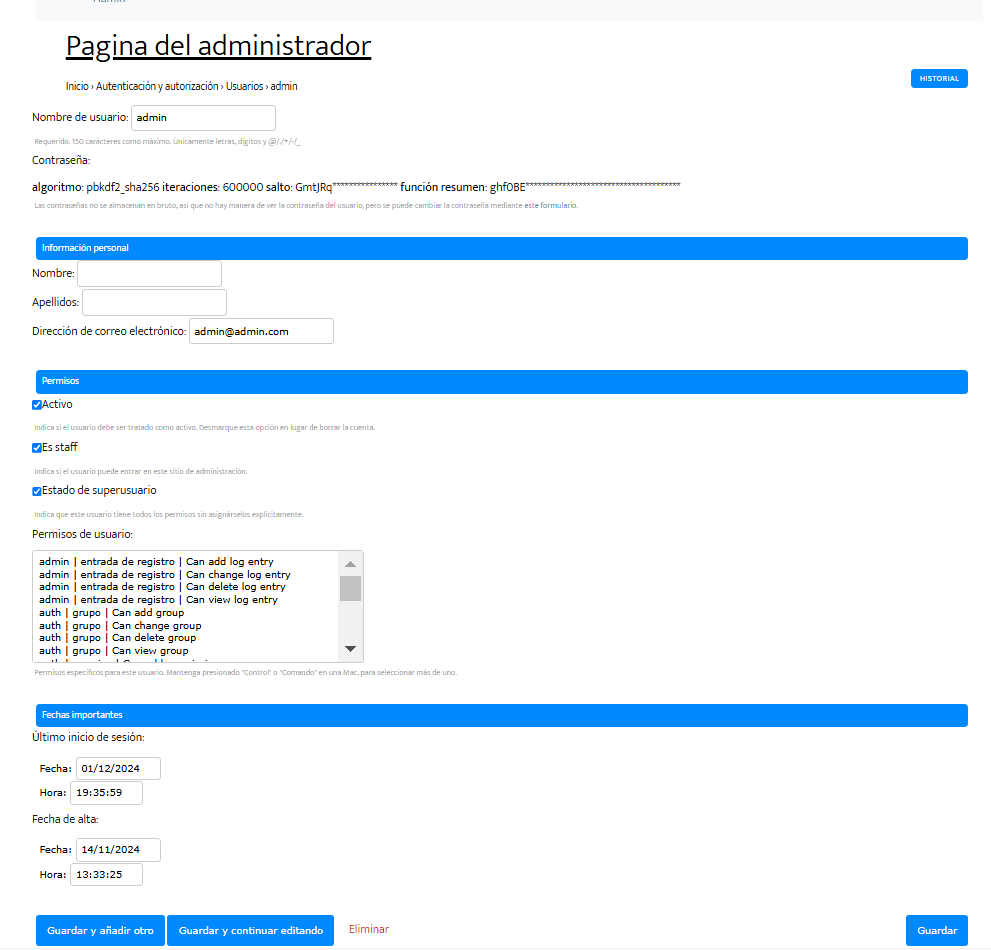 Admin
Pagina del administrador
Inicio › Autenticación y autorización › Usuarios › admin
HISTORIAL
Nombre de usuario: admin
Requerido. 150 carácteres como máximo. Únicamente letras, dígitos y @/./+/-/_
Contraseña:
algoritmo: pbkdf2_sha256 iteraciones: 600000 salto: GmtJRq**************** función resumen: ghf0BE**************************************
Las contraseñas no se almacenan en bruto, así que no hay manera de ver la contraseña del usuario, pero se puede cambiar la contraseña mediante este formulario.
Información personal
Nombre:
Apellidos:
Dirección de correo electrónico: admin@admin.com
Permisos
Activo
Indica si el usuario debe ser tratado como activo. Desmarque esta opción en lugar de borrar la cuenta.
Es staff
Indica si el usuario puede entrar en este sitio de administración.
Estado de superusuario
Indica que este usuario tiene todos los permisos sin asignárselos explícitamente.
Permisos de usuario:
admin | entrada de registro | Can add log entry
admin | entrada de registro | Can change log entry
admin | entrada de registro | Can delete log entry
admin | entrada de registro | Can view log entry
auth | grupo | Can add group
auth | grupo | Can change group
auth | grupo | Can delete group
auth | grupo | Can view group
Permisos específicos para este usuario. Mantenga presionado "Control" o "Comando" en una Mac, para seleccionar más de uno.
Fechas importantes
Último inicio de sesión:
Fecha: 01/12/2024
Hora: 19:35:59
Fecha de alta:
Fecha: 14/11/2024
Hora: 13:33:25
Guardar y añadir otro
Guardar y continuar editando
Eliminar
Guardar